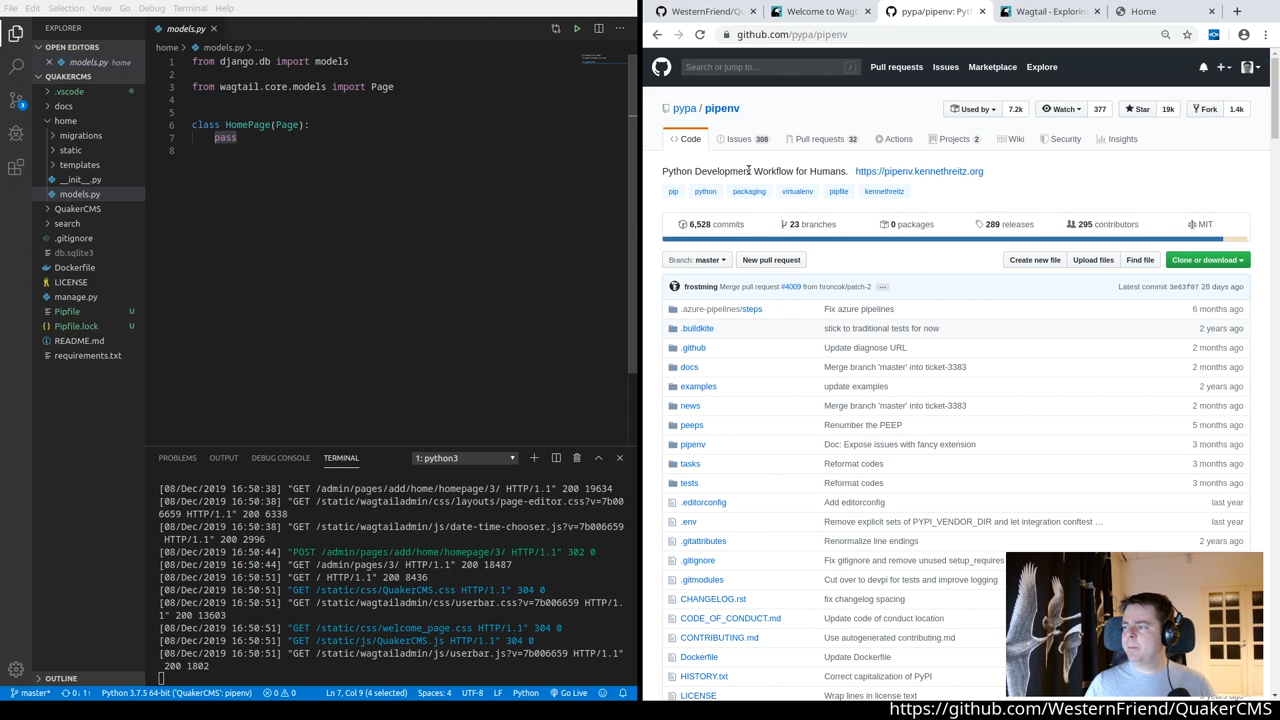 File Edit Selection View Go Debug Terminal Help
EXPLORER
OPEN EDITORS
models.py home
QUAKERCMS
.vscode
docs
home
migrations
static
templates
__init__.py
models.py
QuakerCMS
search
.gitignore
db.sqlite3
Dockerfile
LICENSE
manage.py
Pipfile U
Pipfile.lock U
README.md
requirements.txt
OUTLINE
3
models.py
home > models.py > ...
1 from django.db import models
2
3 from wagtail.core.models import Page
4
5
6 class HomePage(Page):
7 pass
8
PROBLEMS OUTPUT DEBUG CONSOLE TERMINAL 1: python3
[08/Dec/2019 16:50:38] "GET /admin/pages/add/home/homepage/3/ HTTP/1.1" 200 19634
[08/Dec/2019 16:50:38] "GET /static/wagtailadmin/css/layouts/page-editor.css?v=7b00
6659 HTTP/1.1" 200 6338
[08/Dec/2019 16:50:38] "GET /static/wagtailadmin/js/date-time-chooser.js?v=7b006659
HTTP/1.1" 200 2996
[08/Dec/2019 16:50:44] "POST /admin/pages/add/home/homepage/3/ HTTP/1.1" 302 0
[08/Dec/2019 16:50:44] "GET /admin/pages/3/ HTTP/1.1" 200 18487
[08/Dec/2019 16:50:51] "GET / HTTP/1.1" 200 8436
[08/Dec/2019 16:50:51] "GET /static/css/QuakerCMS.css HTTP/1.1" 304 0
[08/Dec/2019 16:50:51] "GET /static/wagtailadmin/css/userbar.css?v=7b006659 HTTP/1.
1" 200 13603
[08/Dec/2019 16:50:51] "GET /static/css/welcome_page.css HTTP/1.1" 304 0
[08/Dec/2019 16:50:51] "GET /static/js/QuakerCMS.js HTTP/1.1" 304 0
[08/Dec/2019 16:50:51] "GET /static/wagtailadmin/js/userbar.js?v=7b006659 HTTP/1.1"
200 1802
master* 0↓ 1↑ Python 3.7.5 64-bit ('QuakerCMS': pipenv) 0 0 Ln 7, Col 9 (4 selected) Spaces: 4 UTF-8 LF Python Go Live
WesternFriend/Qu Welcome to Wagt pypa/pipenv: Pyt Wagtail - Explorin Home
github.com/pypa/pipenv
Search or jump to... / Pull requests Issues Marketplace Explore
pypa / pipenv Used by 7.2k Watch 377 Star 19k Fork 1.4k
Code Issues 308 Pull requests 32 Actions Projects 2 Wiki Security Insights
Python Development Workflow for Humans. https://pipenv.kennethreitz.org
pip python packaging virtualenv pipfile kennethreitz
6,528 commits 23 branches 0 packages 289 releases 295 contributors MIT
Branch: master New pull request Create new file Upload files Find file Clone or download
frostming Merge pull request #4009 from hroncok/patch-2 ... Latest commit 3e63f07 28 days ago
.azure-pipelines/steps Fix azure pipelines 6 months ago
.buildkite stick to traditional tests for now 2 years ago
.github Update diagnose URL 2 months ago
docs Merge branch 'master' into ticket-3383 2 months ago
examples update examples 2 years ago
news Merge branch 'master' into ticket-3383 2 months ago
peeps Renumber the PEEP 5 months ago
pipenv Doc: Expose issues with fancy extension 3 months ago
tasks Reformat codes 3 months ago
tests Reformat codes 3 months ago
.editorconfig Add editorconfig last year
.env Remove explicit sets of PYPI_VENDOR_DIR and let integration conftest ... last year
.gitattributes Renormalize line endings 2 years ago
.gitignore Fix gitignore and remove unused setup_requires
.gitmodules Cut over to devpi for tests and improve logging
CHANGELOG.rst fix changelog spacing
CODE_OF_CONDUCT.md Update code of conduct location
CONTRIBUTING.md Use autogenerated contributing.md
Dockerfile Update Dockerfile
HISTORY.txt Correct capitalization of PyPI
LICENSE Wrap lines in license text
https://github.com/WesternFriend/QuakerCMS